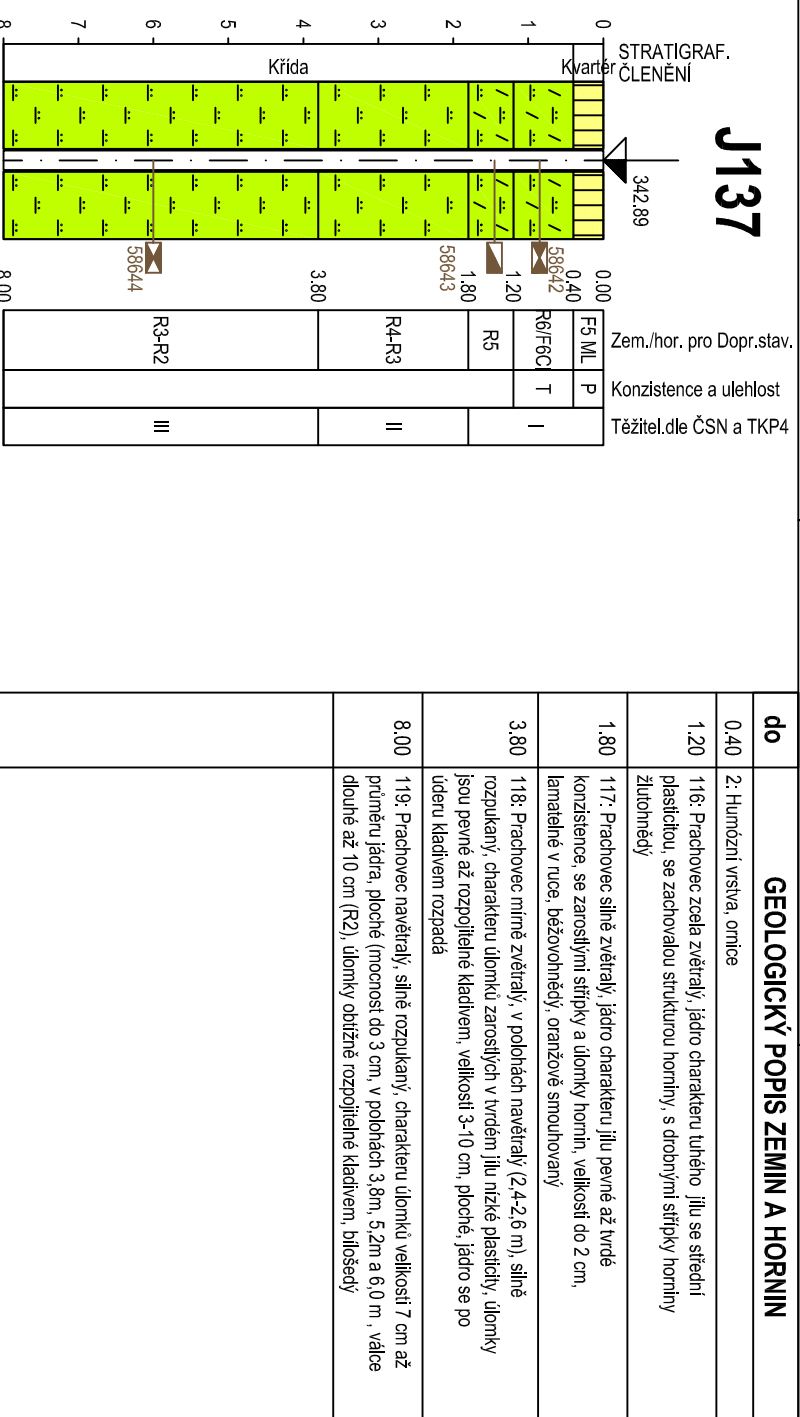 J137
STRATIGRAF.
ČLENĚNÍ
342.89
Kvartér
Křída
0
1
2
3
4
5
6
7
8
58642
58643
58644
0.00
0.40
1.20
1.80
3.80
8.00
Zem./hor. pro Dopr.stav.
F5 ML
R6/F6CI
R5
R4-R3
R3-R2
Konzistence a ulehlost
P
T
Těžitel.dle ČSN a TKP4
I
II
III
do GEOLOGICKÝ POPIS ZEMIN A HORNIN
0.40 2: Humózní vrstva, ornice
1.20 116: Prachovec zcela zvětralý, jádro charakteru tuhého jílu se střední
plasticitou, se zachovalou strukturou horniny, s drobnými střípky horniny
žlutohnědý
1.80 117: Prachovec silně zvětralý, jádro charakteru jílu pevné až tvrdé
konzistence, se zarostlými střípky a úlomky hornin, velikosti do 2 cm,
lamatelné v ruce, béžovohnědý, oranžově smouhovaný
3.80 118: Prachovec mírně zvětralý, v polohách navětralý (2,4-2,6 m), silně
rozpukaný, charakteru úlomků zarostlých v tvrdém jílu nízké plasticity, úlomky
jsou pevné až rozpojitelné kladivem, velikosti 3-10 cm, ploché, jádro se po
úderu kladivem rozpadá
8.00 119: Prachovec navětralý, silně rozpukaný, charakteru úlomků velikosti 7 cm až
průměru jádra, ploché (mocnost do 3 cm, v polohách 3,8m, 5,2m a 6,0 m , válce
dlouhé až 10 cm (R2), úlomky obtížně rozpojitelné kladivem, bílošedý